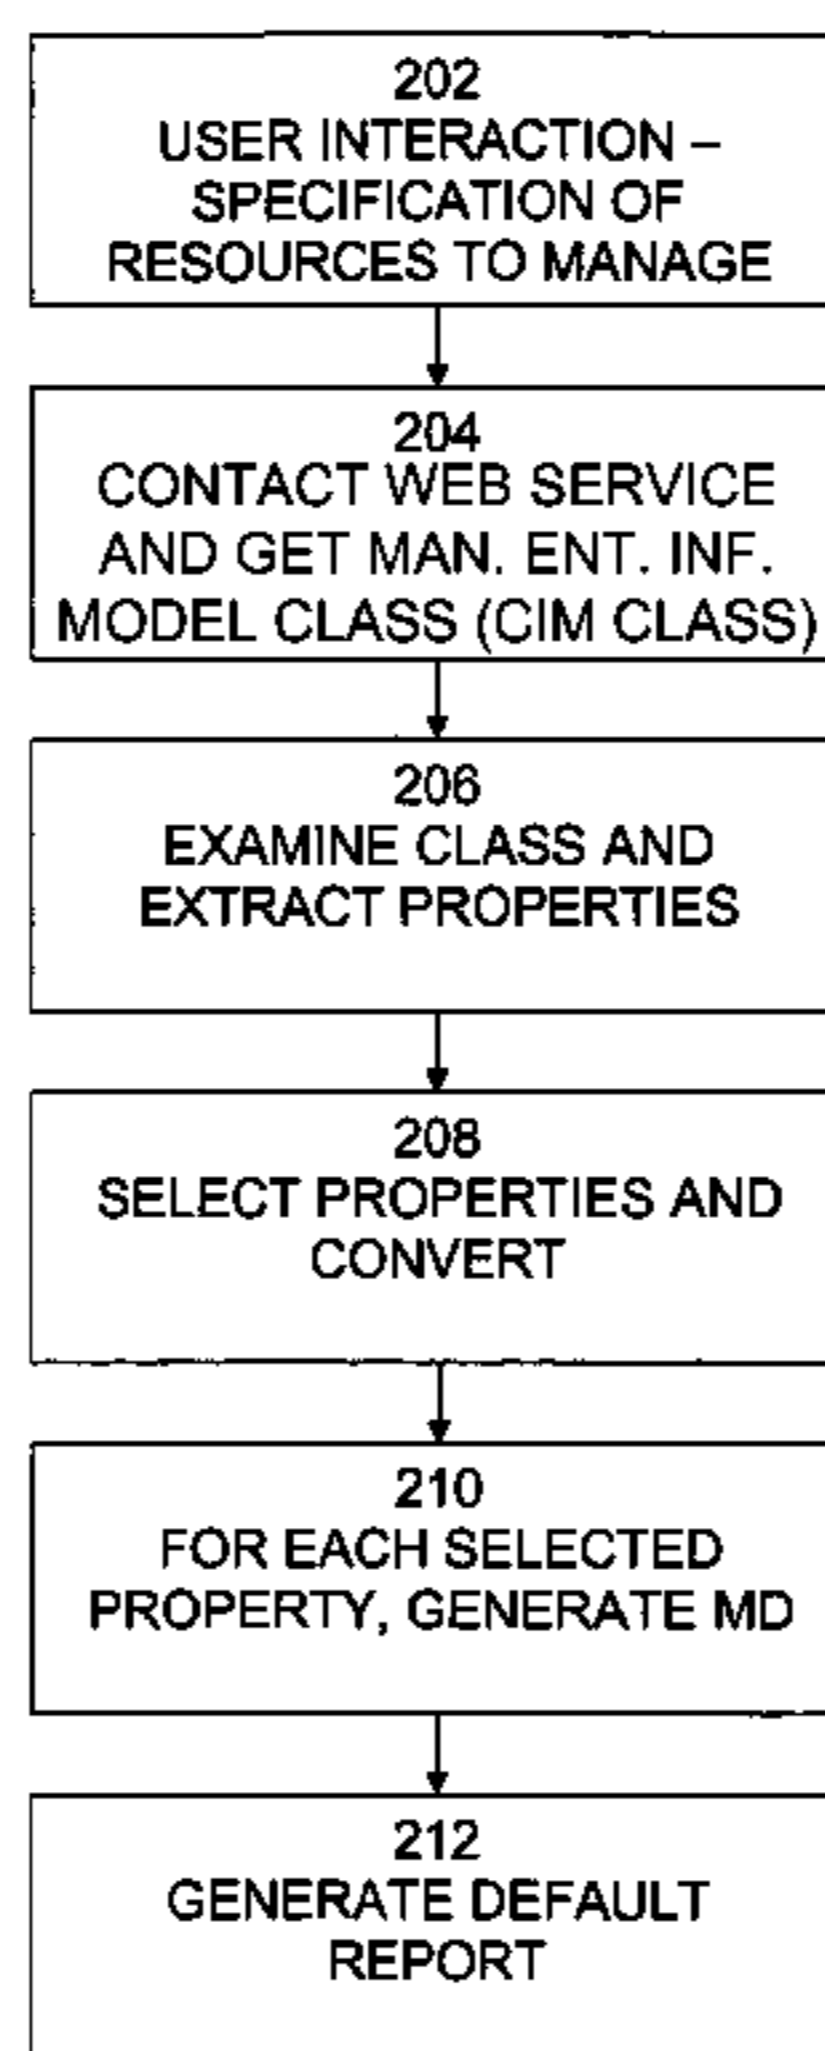 202
USER INTERACTION –
SPECIFICATION OF
RESOURCES TO MANAGE
204
CONTACT WEB SERVICE
AND GET MAN. ENT. INF.
MODEL CLASS (CIM CLASS)
206
EXAMINE CLASS AND
EXTRACT PROPERTIES
208
SELECT PROPERTIES AND
CONVERT
210
FOR EACH SELECTED
PROPERTY, GENERATE MD
212
GENERATE DEFAULT
REPORT